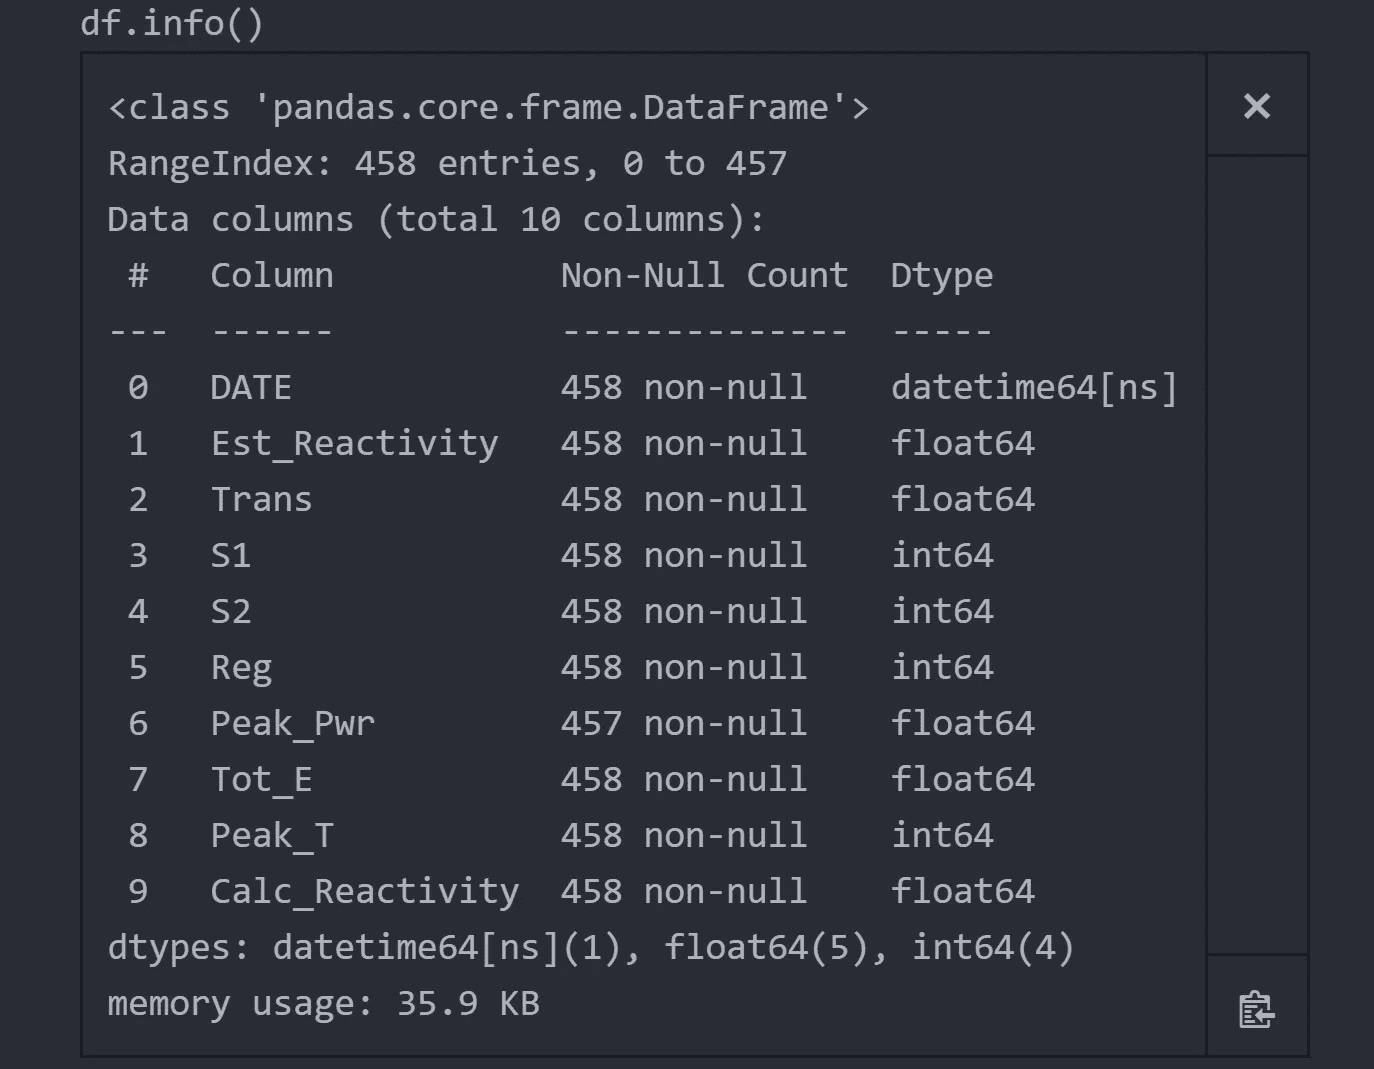 df.info()
<class 'pandas.core.frame.DataFrame'>
RangeIndex: 458 entries, 0 to 457
Data columns (total 10 columns):
 #   Column           Non-Null Count  Dtype
---  ------           --------------  -----
 0   DATE             458 non-null    datetime64[ns]
 1   Est_Reactivity   458 non-null    float64
 2   Trans            458 non-null    float64
 3   S1               458 non-null    int64
 4   S2               458 non-null    int64
 5   Reg              458 non-null    int64
 6   Peak_Pwr         457 non-null    float64
 7   Tot_E            458 non-null    float64
 8   Peak_T           458 non-null    int64
 9   Calc_Reactivity  458 non-null    float64
dtypes: datetime64[ns](1), float64(5), int64(4)
memory usage: 35.9 KB